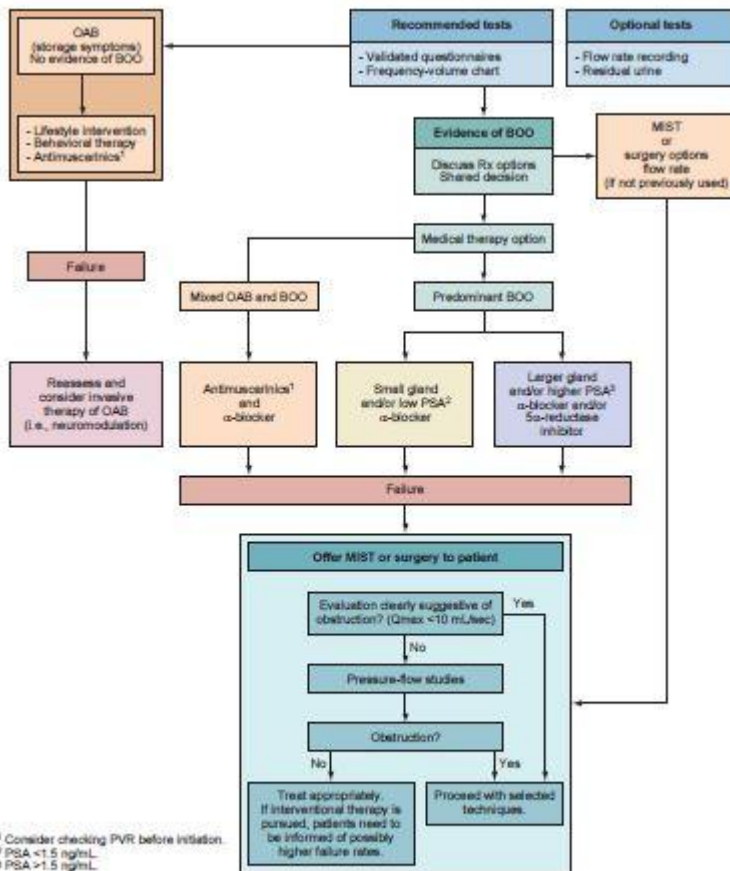 OAB
(storage symptoms)
No evidence of BOO
- Lifestyle intervention
- Behavioral therapy
- Antimuscarinics¹
Failure
Reassess and
consider invasive
therapy of OAB
(i.e., neuromodulation)
Recommended tests
- Validated questionnaires
- Frequency-volume chart
Optional tests
- Flow rate recording
- Residual urine
Evidence of BOO
Discuss Rx options
Shared decision
MIST
or
surgery options
flow rate
(if not previously used)
Medical therapy option
Mixed OAB and BOO
Predominant BOO
Antimuscarinics¹
and
α-blocker
Small gland
and/or low PSA²
α-blocker
Larger gland
and/or higher PSA³
α-blocker and/or
5α-reductase
inhibitor
Failure
Offer MIST or surgery to patient
Evaluation clearly suggestive of
obstruction? (Qmax <10 mL/sec)
Yes
No
Pressure-flow studies
Obstruction?
No
Yes
Treat appropriately.
If interventional therapy is
pursued, patients need to
be informed of possibly
higher failure rates.
Proceed with selected
techniques.
¹ Consider checking PVR before initiation.
² PSA <1.5 ng/mL.
³ PSA >1.5 ng/mL.